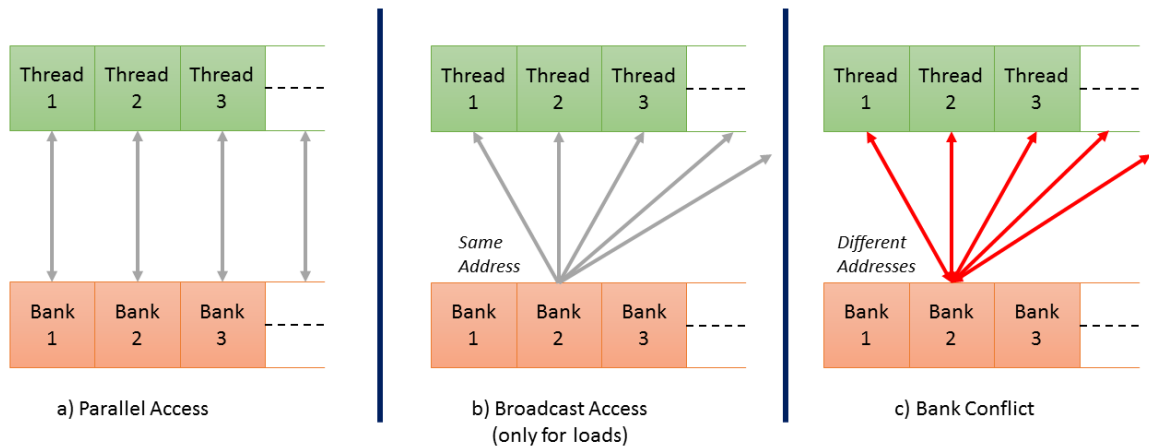 Thread
1
Thread
2
Thread
3
Bank
1
Bank
2
Bank
3
a) Parallel Access
Thread
1
Thread
2
Thread
3
Same
Address
Bank
1
Bank
2
Bank
3
b) Broadcast Access
(only for loads)
Thread
1
Thread
2
Thread
3
Different
Addresses
Bank
1
Bank
2
Bank
3
c) Bank Conflict